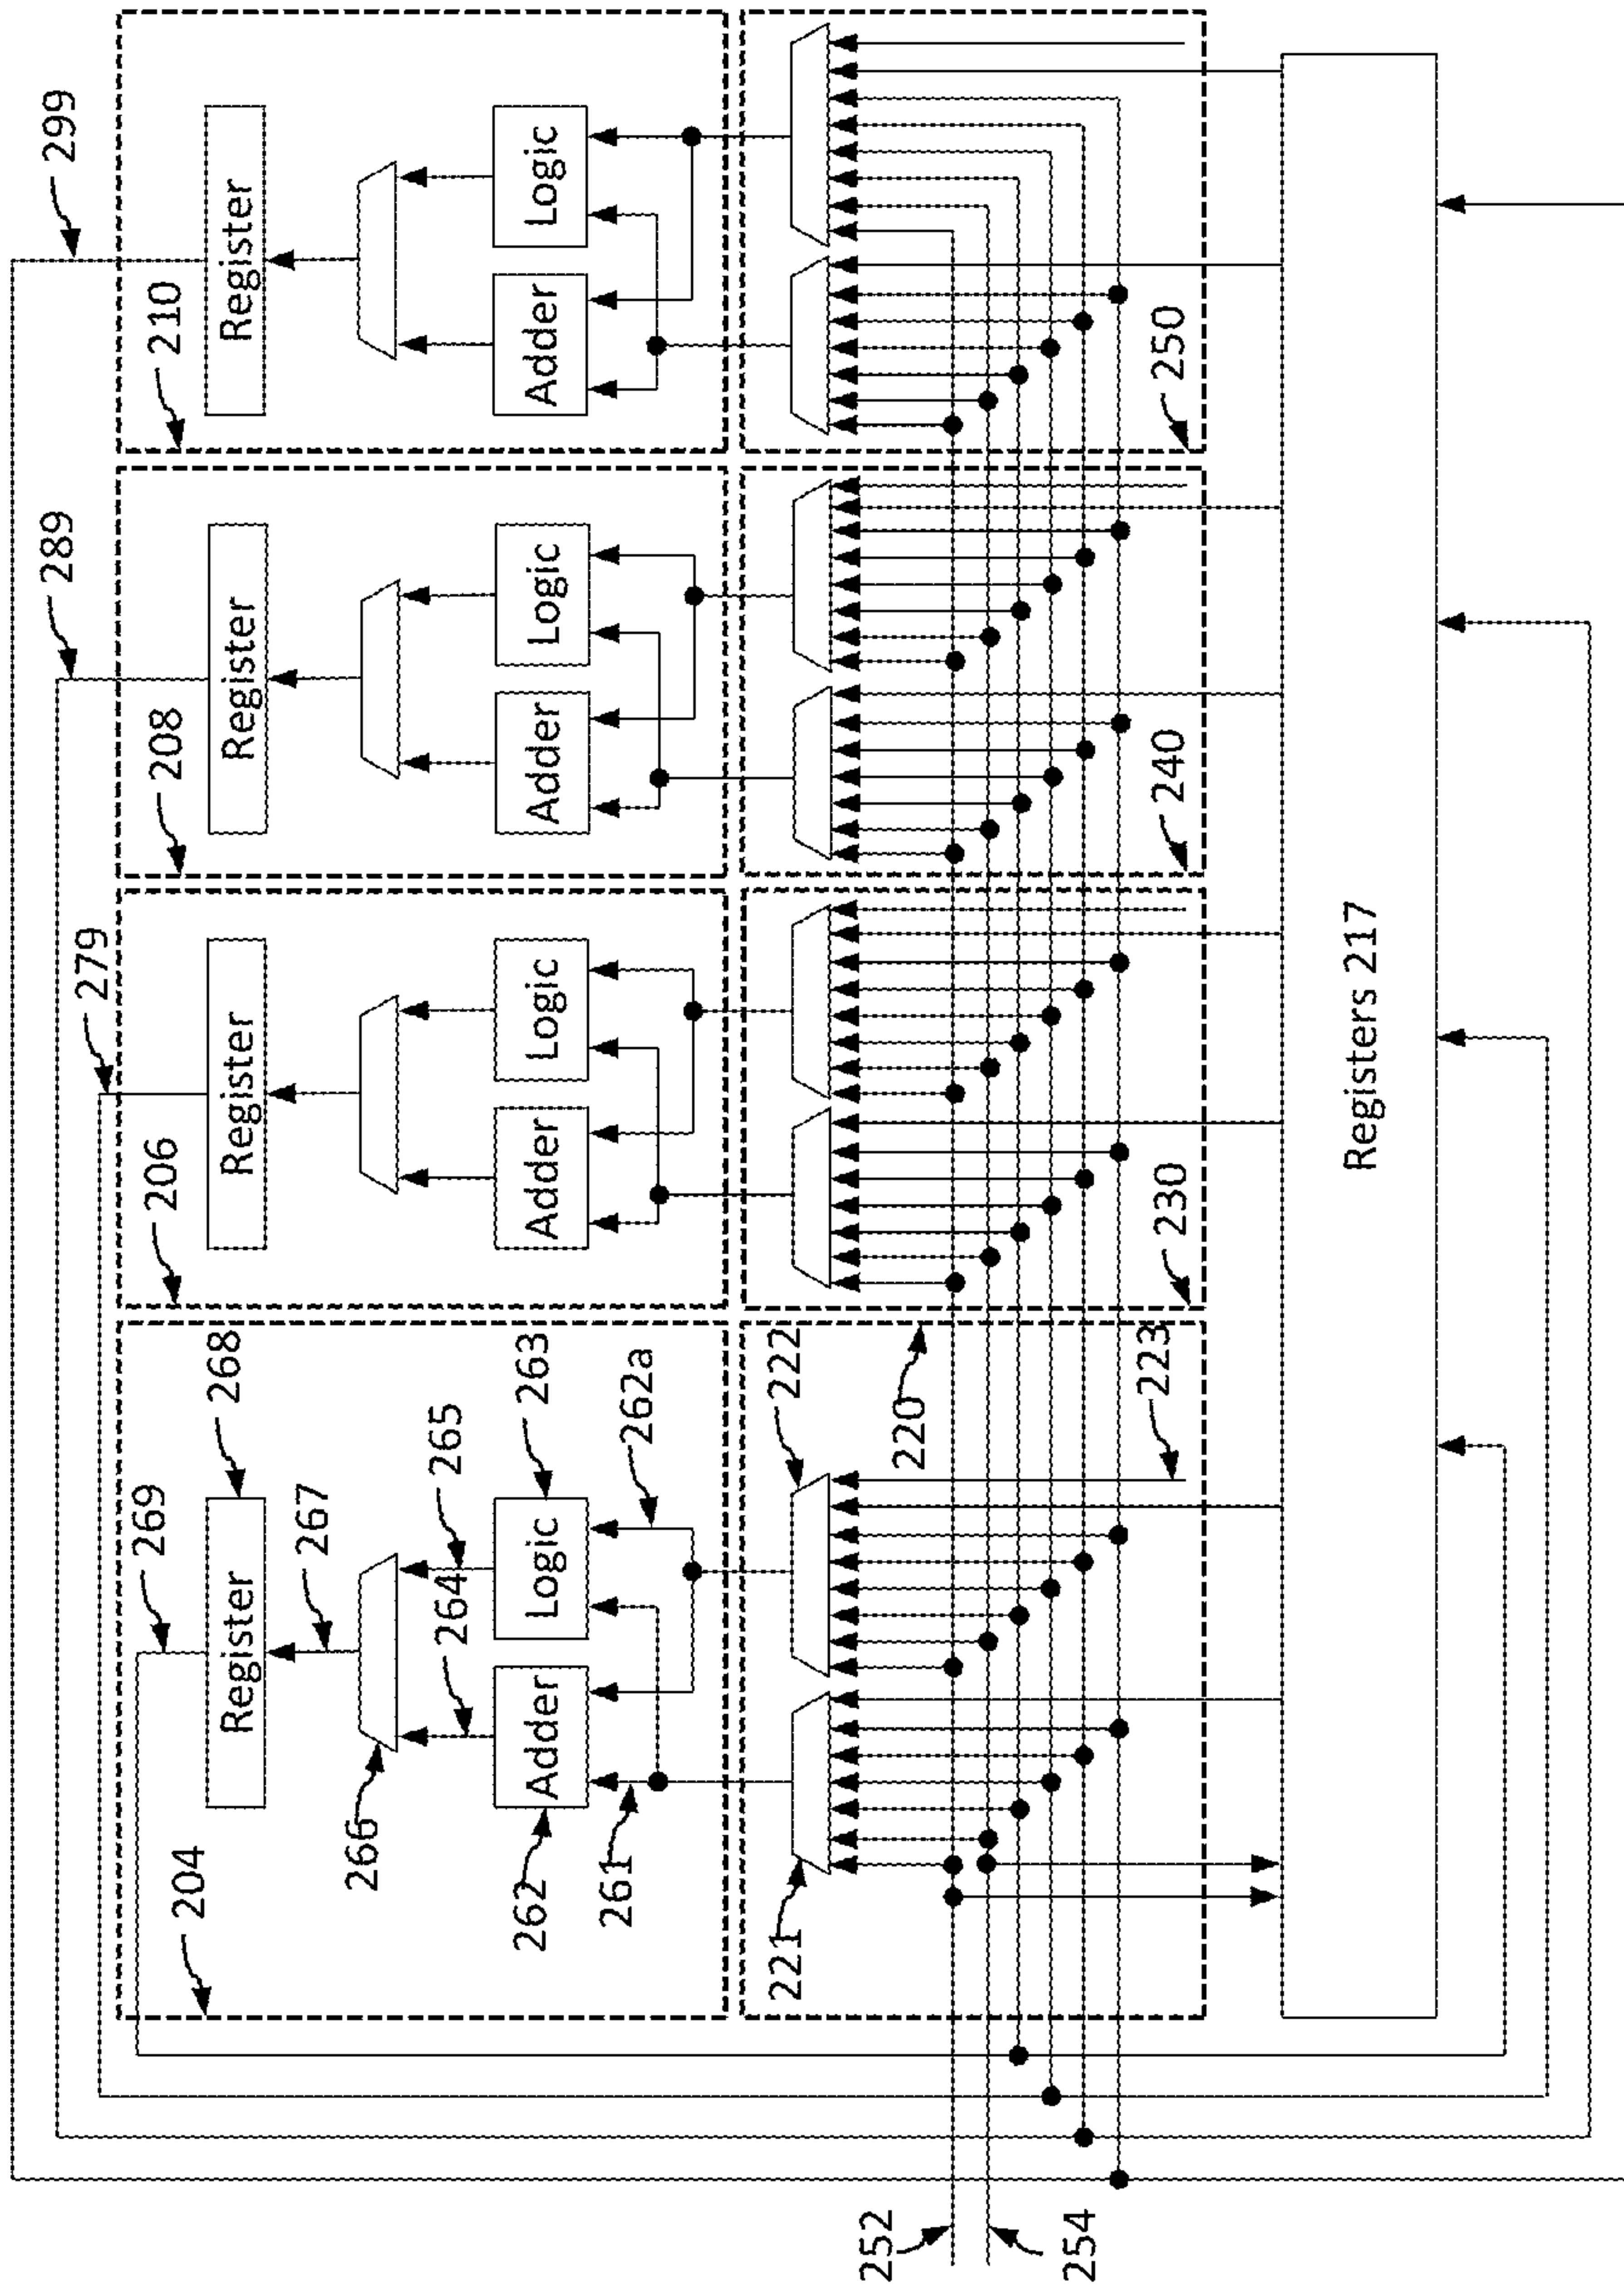 299
289
279
269
210
208
206
204
Register
Register
Register
Register
268
267
266
265
264
Adder
Logic
Adder
Logic
Adder
Logic
Adder
Logic
263
262
262a
261
222
221
220
223
250
240
230
Registers 217
252
254